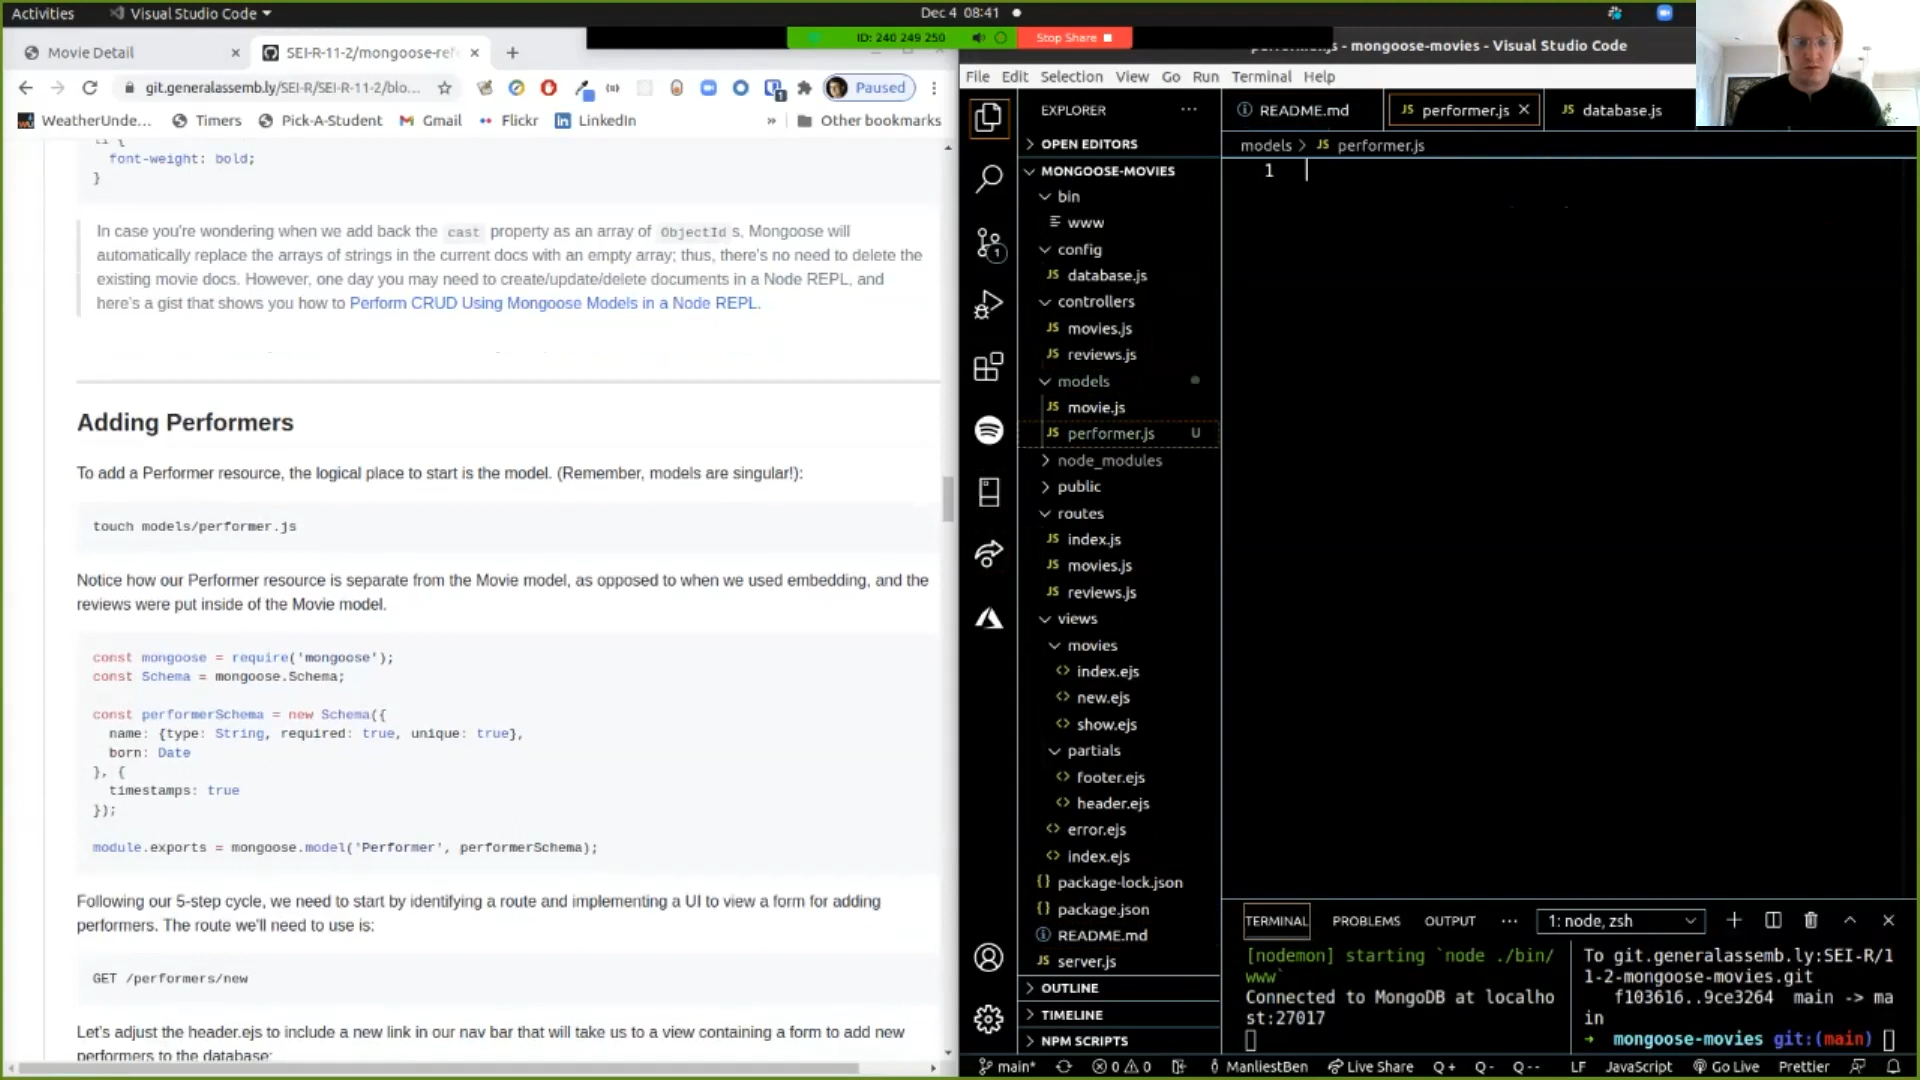 Activities
Visual Studio Code
Dec 4 08:41
ID: 240 249 250
Stop Share
Movie Detail
SEI-R-11-2/mongoose-ref
git.generalassemb.ly/SEI-R/SEI-R-11-2/blo...
Paused
WeatherUnde...
Timers
Pick-A-Student
Gmail
Flickr
LinkedIn
»
Other bookmarks
font-weight: bold;
}
In case you're wondering when we add back the cast property as an array of ObjectId s, Mongoose will
automatically replace the arrays of strings in the current docs with an empty array; thus, there's no need to delete the
existing movie docs. However, one day you may need to create/update/delete documents in a Node REPL, and
here's a gist that shows you how to Perform CRUD Using Mongoose Models in a Node REPL.
Adding Performers
To add a Performer resource, the logical place to start is the model. (Remember, models are singular!):
touch models/performer.js
Notice how our Performer resource is separate from the Movie model, as opposed to when we used embedding, and the
reviews were put inside of the Movie model.
const mongoose = require('mongoose');
const Schema = mongoose.Schema;
const performerSchema = new Schema({
name: {type: String, required: true, unique: true},
born: Date
}, {
timestamps: true
});
module.exports = mongoose.model('Performer', performerSchema);
Following our 5-step cycle, we need to start by identifying a route and implementing a UI to view a form for adding
performers. The route we'll need to use is:
GET /performers/new
Let's adjust the header.ejs to include a new link in our nav bar that will take us to a view containing a form to add new
performers to the database:
- mongoose-movies - Visual Studio Code
File Edit Selection View Go Run Terminal Help
EXPLORER
OPEN EDITORS
MONGOOSE-MOVIES
bin
www
config
JS database.js
controllers
JS movies.js
JS reviews.js
models
JS movie.js
JS performer.js U
node_modules
public
routes
JS index.js
JS movies.js
JS reviews.js
views
movies
<> index.ejs
<> new.ejs
<> show.ejs
partials
<> footer.ejs
<> header.ejs
<> error.ejs
<> index.ejs
{} package-lock.json
{} package.json
README.md
JS server.js
OUTLINE
TIMELINE
NPM SCRIPTS
README.md
JS performer.js
JS database.js
models > JS performer.js
1
TERMINAL PROBLEMS OUTPUT ... 1: node, zsh
[nodemon] starting `node ./bin/
www`
Connected to MongoDB at localho
st:27017
To git.generalassemb.ly:SEI-R/1
1-2-mongoose-movies.git
f103616..9ce3264 main -> ma
in
mongoose-movies git:(main)
main*
0 0
ManliestBen
Live Share
Q+
Q-
Q--
LF
JavaScript
Go Live
Prettier